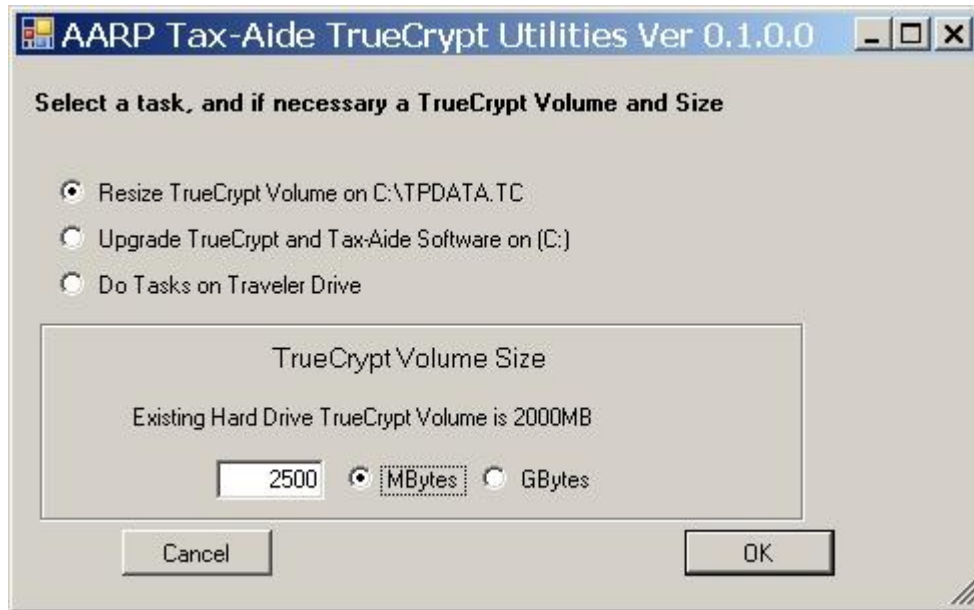 AARP Tax-Aide TrueCrypt Utilities Ver 0.1.0.0
Select a task, and if necessary a TrueCrypt Volume and Size
Resize TrueCrypt Volume on C:\TPDATA.TC
Upgrade TrueCrypt and Tax-Aide Software on (C:)
Do Tasks on Traveler Drive
TrueCrypt Volume Size
Existing Hard Drive TrueCrypt Volume is 2000MB
2500 MBytes GBytes
Cancel OK